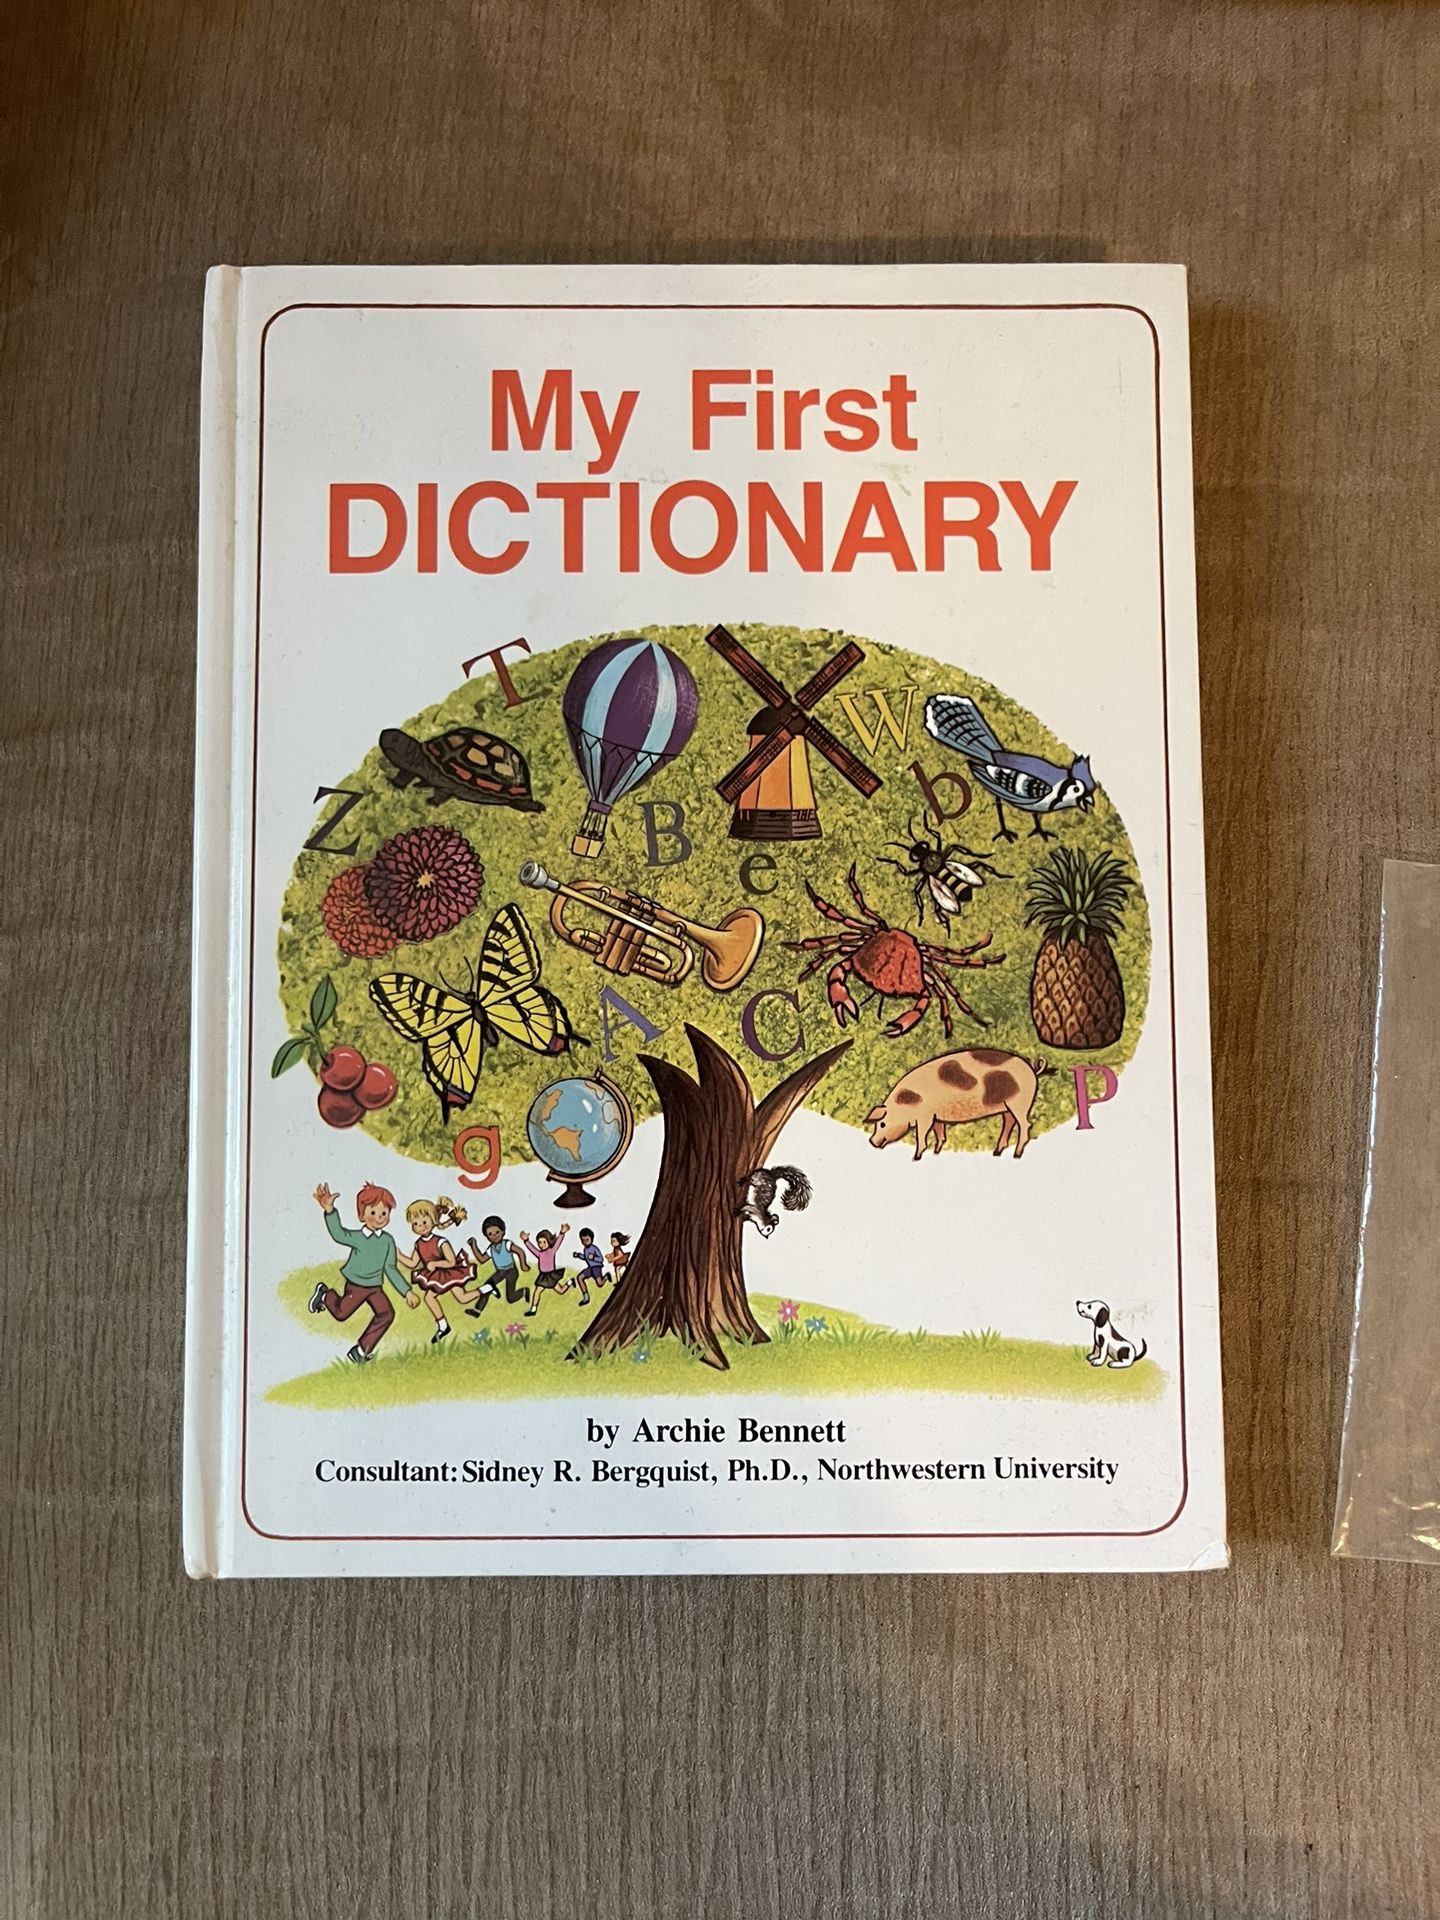 My First
DICTIONARY
T
W
Z
b
B
e
A
C
P
g
by Archie Bennett
Consultant: Sidney R. Bergquist, Ph.D., Northwestern University